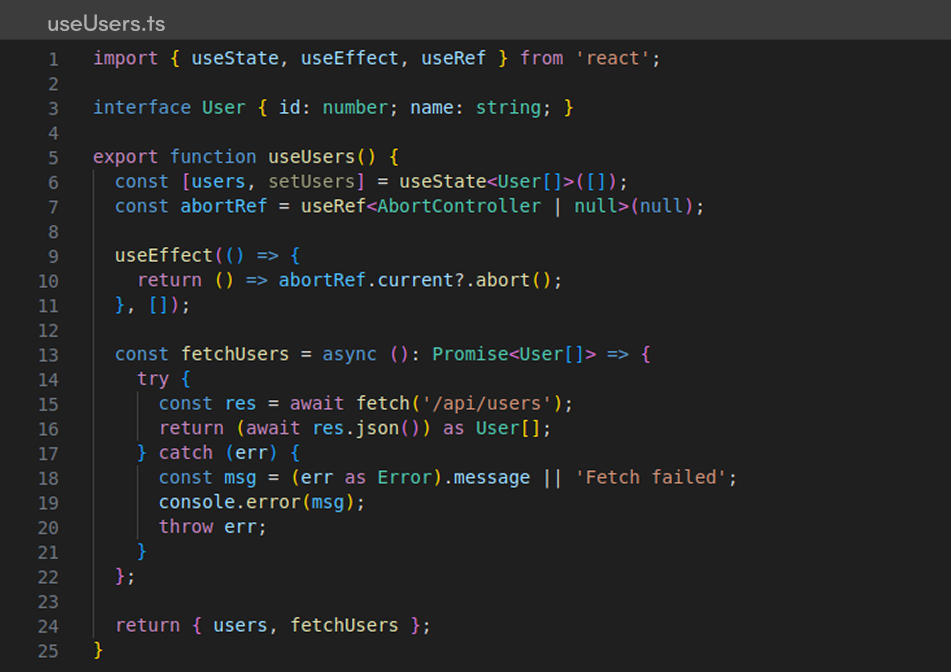 useUsers.ts
1 import { useState, useEffect, useRef } from 'react';
2
3 interface User { id: number; name: string; }
4
5 export function useUsers() {
6   const [users, setUsers] = useState<User[]>([]);
7   const abortRef = useRef<AbortController | null>(null);
8
9   useEffect(() => {
10     return () => abortRef.current?.abort();
11   }, []);
12
13   const fetchUsers = async (): Promise<User[]> => {
14     try {
15       const res = await fetch('/api/users');
16       return (await res.json()) as User[];
17     } catch (err) {
18       const msg = (err as Error).message || 'Fetch failed';
19       console.error(msg);
20       throw err;
21     }
22   };
23
24   return { users, fetchUsers };
25 }